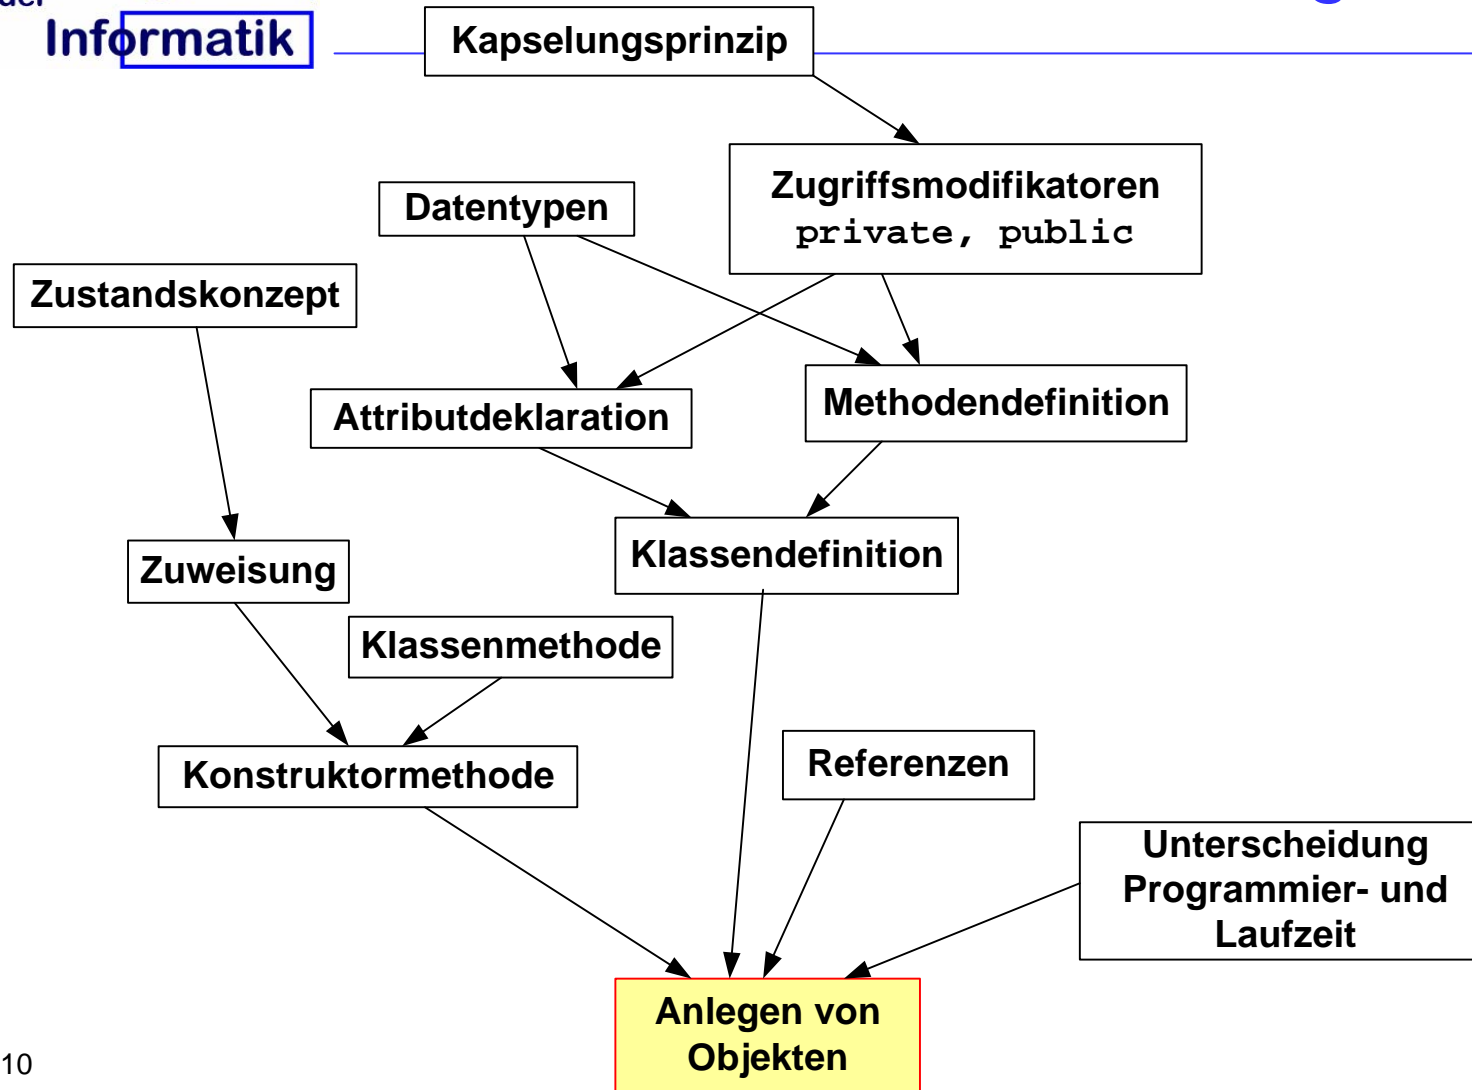 der
Informatik
Kapselungsprinzip
Zugriffsmodifikatoren
private, public
Datentypen
Zustandskonzept
Attributdeklaration
Methodendefinition
Klassendefinition
Zuweisung
Klassenmethode
Konstruktormethode
Referenzen
Unterscheidung
Programmier- und
Laufzeit
Anlegen von
Objekten
10